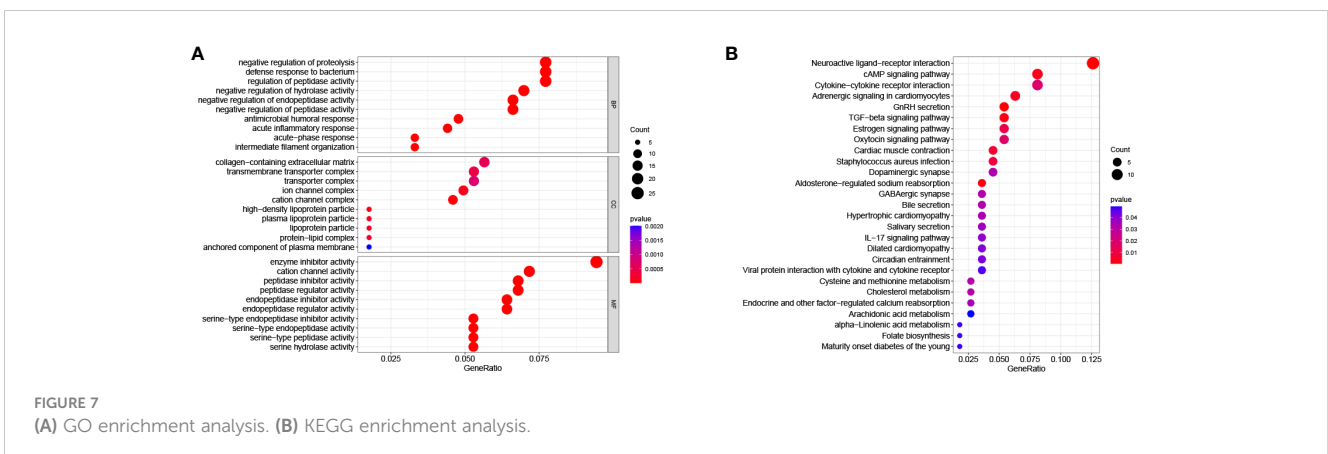 A
negative regulation of proteolysis
defense response to bacterium
regulation of peptidase activity
negative regulation of hydrolase activity
negative regulation of endopeptidase activity
negative regulation of peptidase activity
antimicrobial humoral response
acute inflammatory response
acute−phase response
intermediate filament organization
BP
collagen−containing extracellular matrix
transmembrane transporter complex
transporter complex
ion channel complex
cation channel complex
high−density lipoprotein particle
plasma lipoprotein particle
lipoprotein particle
protein−lipid complex
anchored component of plasma membrane
CC
enzyme inhibitor activity
cation channel activity
peptidase inhibitor activity
peptidase regulator activity
endopeptidase inhibitor activity
endopeptidase regulator activity
serine−type endopeptidase inhibitor activity
serine−type endopeptidase activity
serine−type peptidase activity
serine hydrolase activity
MF
0.025 0.050 0.075
GeneRatio
Count
5
10
15
20
25
pvalue
0.0020
0.0015
0.0010
0.0005
B
Neuroactive ligand−receptor interaction
cAMP signaling pathway
Cytokine−cytokine receptor interaction
Adrenergic signaling in cardiomyocytes
GnRH secretion
TGF−beta signaling pathway
Estrogen signaling pathway
Oxytocin signaling pathway
Cardiac muscle contraction
Staphylococcus aureus infection
Dopaminergic synapse
Aldosterone−regulated sodium reabsorption
GABAergic synapse
Bile secretion
Hypertrophic cardiomyopathy
Salivary secretion
IL−17 signaling pathway
Dilated cardiomyopathy
Circadian entrainment
Viral protein interaction with cytokine and cytokine receptor
Cysteine and methionine metabolism
Cholesterol metabolism
Endocrine and other factor−regulated calcium reabsorption
Arachidonic acid metabolism
alpha−Linolenic acid metabolism
Folate biosynthesis
Maturity onset diabetes of the young
0.025 0.050 0.075 0.100 0.125
GeneRatio
Count
5
10
pvalue
0.04
0.03
0.02
0.01
FIGURE 7
(A) GO enrichment analysis. (B) KEGG enrichment analysis.